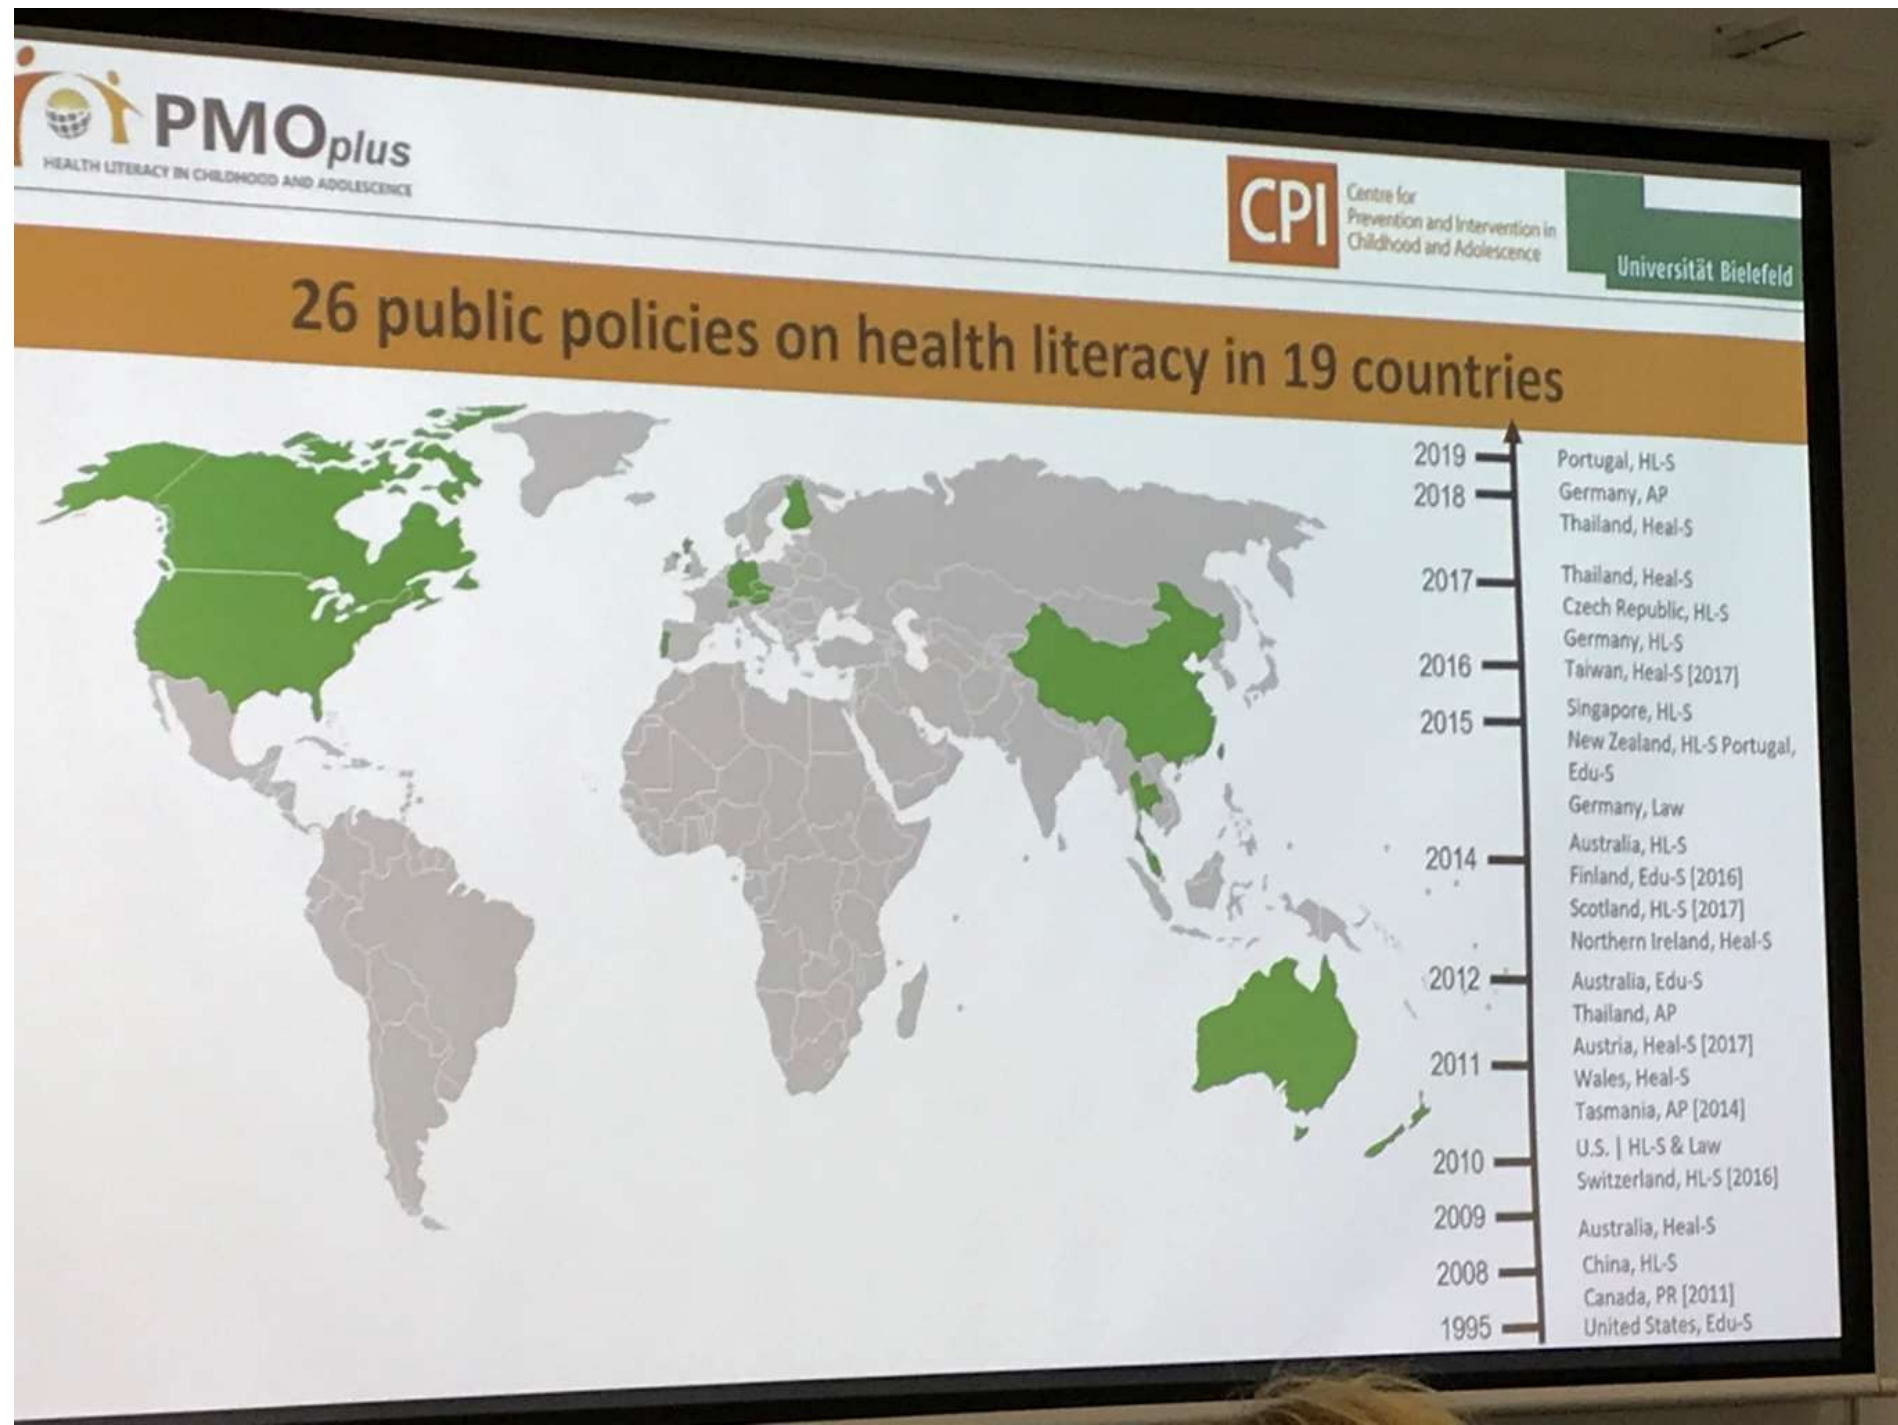 PMOplus
HEALTH LITERACY IN CHILDHOOD AND ADOLESCENCE
CPI
Centre for
Prevention and Intervention in
Childhood and Adolescence
Universität Bielefeld
26 public policies on health literacy in 19 countries
2019
Portugal, HL-S
2018
Germany, AP
Thailand, Heal-S
2017
Thailand, Heal-S
Czech Republic, HL-S
Germany, HL-S
2016
Taiwan, Heal-S [2017]
2015
Singapore, HL-S
New Zealand, HL-S Portugal,
Edu-S
Germany, Law
2014
Australia, HL-S
Finland, Edu-S [2016]
Scotland, HL-S [2017]
Northern Ireland, Heal-S
2012
Australia, Edu-S
Thailand, AP
Austria, Heal-S [2017]
2011
Wales, Heal-S
Tasmania, AP [2014]
2010
U.S. | HL-S & Law
Switzerland, HL-S [2016]
2009
Australia, Heal-S
2008
China, HL-S
Canada, PR [2011]
1995
United States, Edu-S